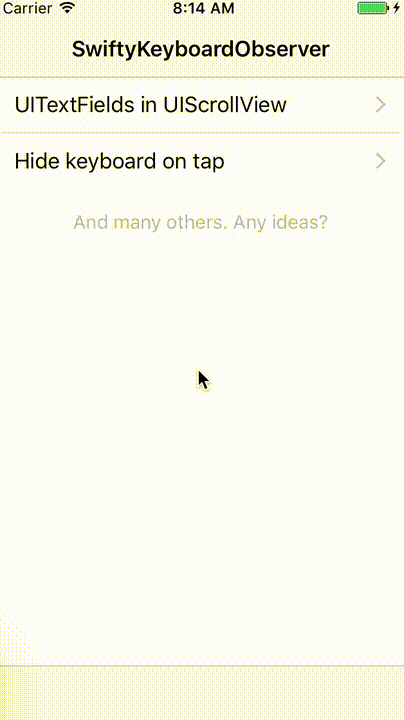 Carrier 8:14 AM
SwiftyKeyboardObserver
UITextFields in UIScrollView
Hide keyboard on tap
And many others. Any ideas?